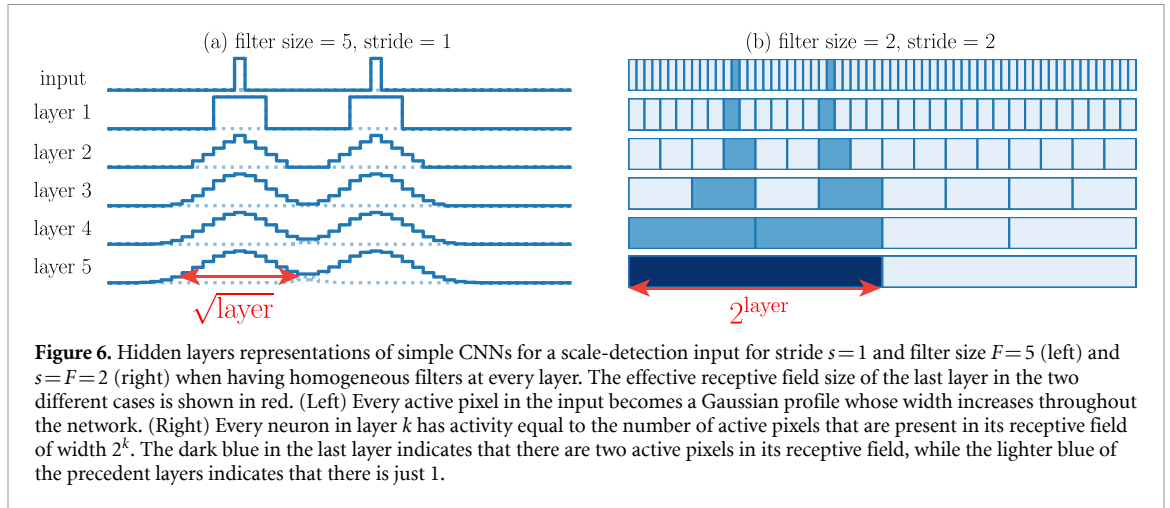 (a) filter size = 5, stride = 1
input
layer 1
layer 2
layer 3
layer 4
layer 5
√layer
(b) filter size = 2, stride = 2
2^layer
Figure 6. Hidden layers representations of simple CNNs for a scale-detection input for stride s = 1 and filter size F = 5 (left) and
s = F = 2 (right) when having homogeneous filters at every layer. The effective receptive field size of the last layer in the two
different cases is shown in red. (Left) Every active pixel in the input becomes a Gaussian profile whose width increases throughout
the network. (Right) Every neuron in layer k has activity equal to the number of active pixels that are present in its receptive field
of width 2^k. The dark blue in the last layer indicates that there are two active pixels in its receptive field, while the lighter blue of
the precedent layers indicates that there is just 1.